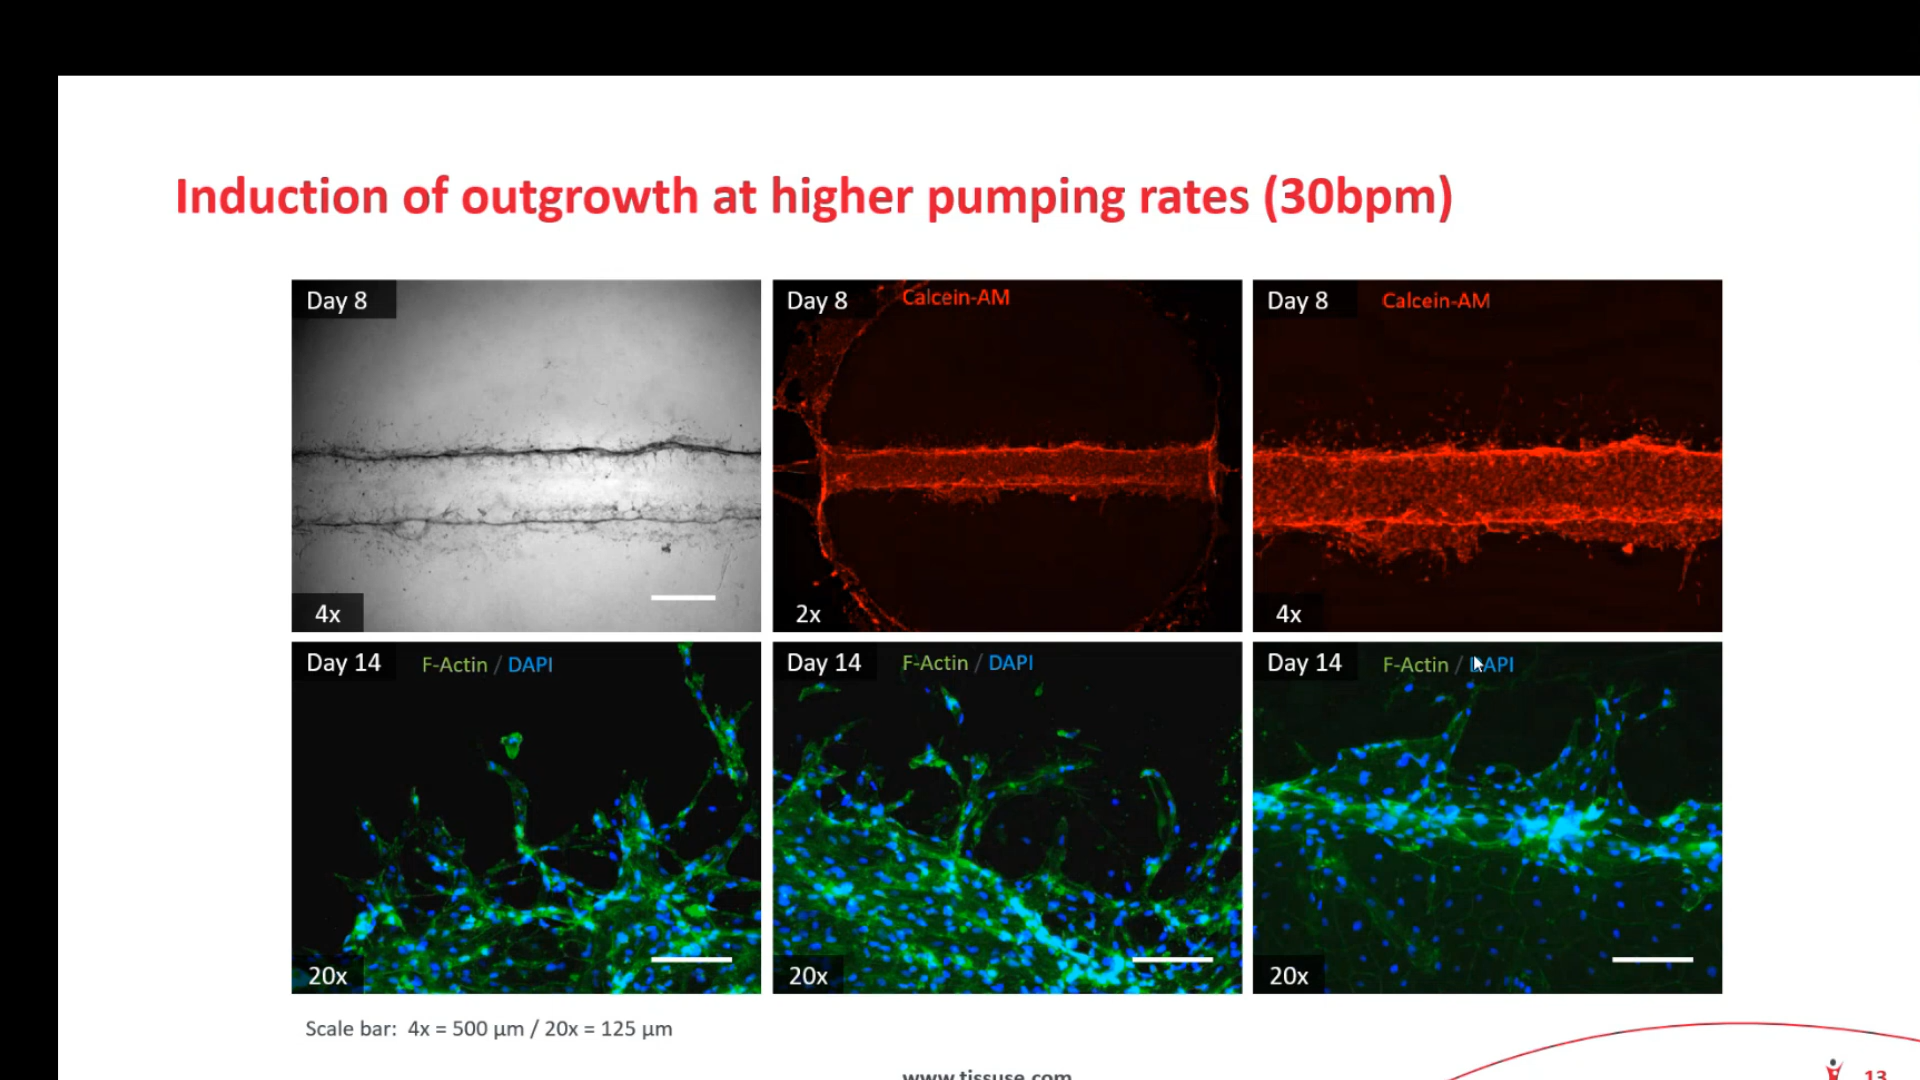 Induction of outgrowth at higher pumping rates (30bpm)
Day 8
4x
Day 8 Calcein-AM
2x
Day 8 Calcein-AM
4x
Day 14 F-Actin / DAPI
20x
Day 14 F-Actin / DAPI
20x
Day 14 F-Actin / DAPI
20x
Scale bar: 4x = 500 µm / 20x = 125 µm
www.tissuse.com
13